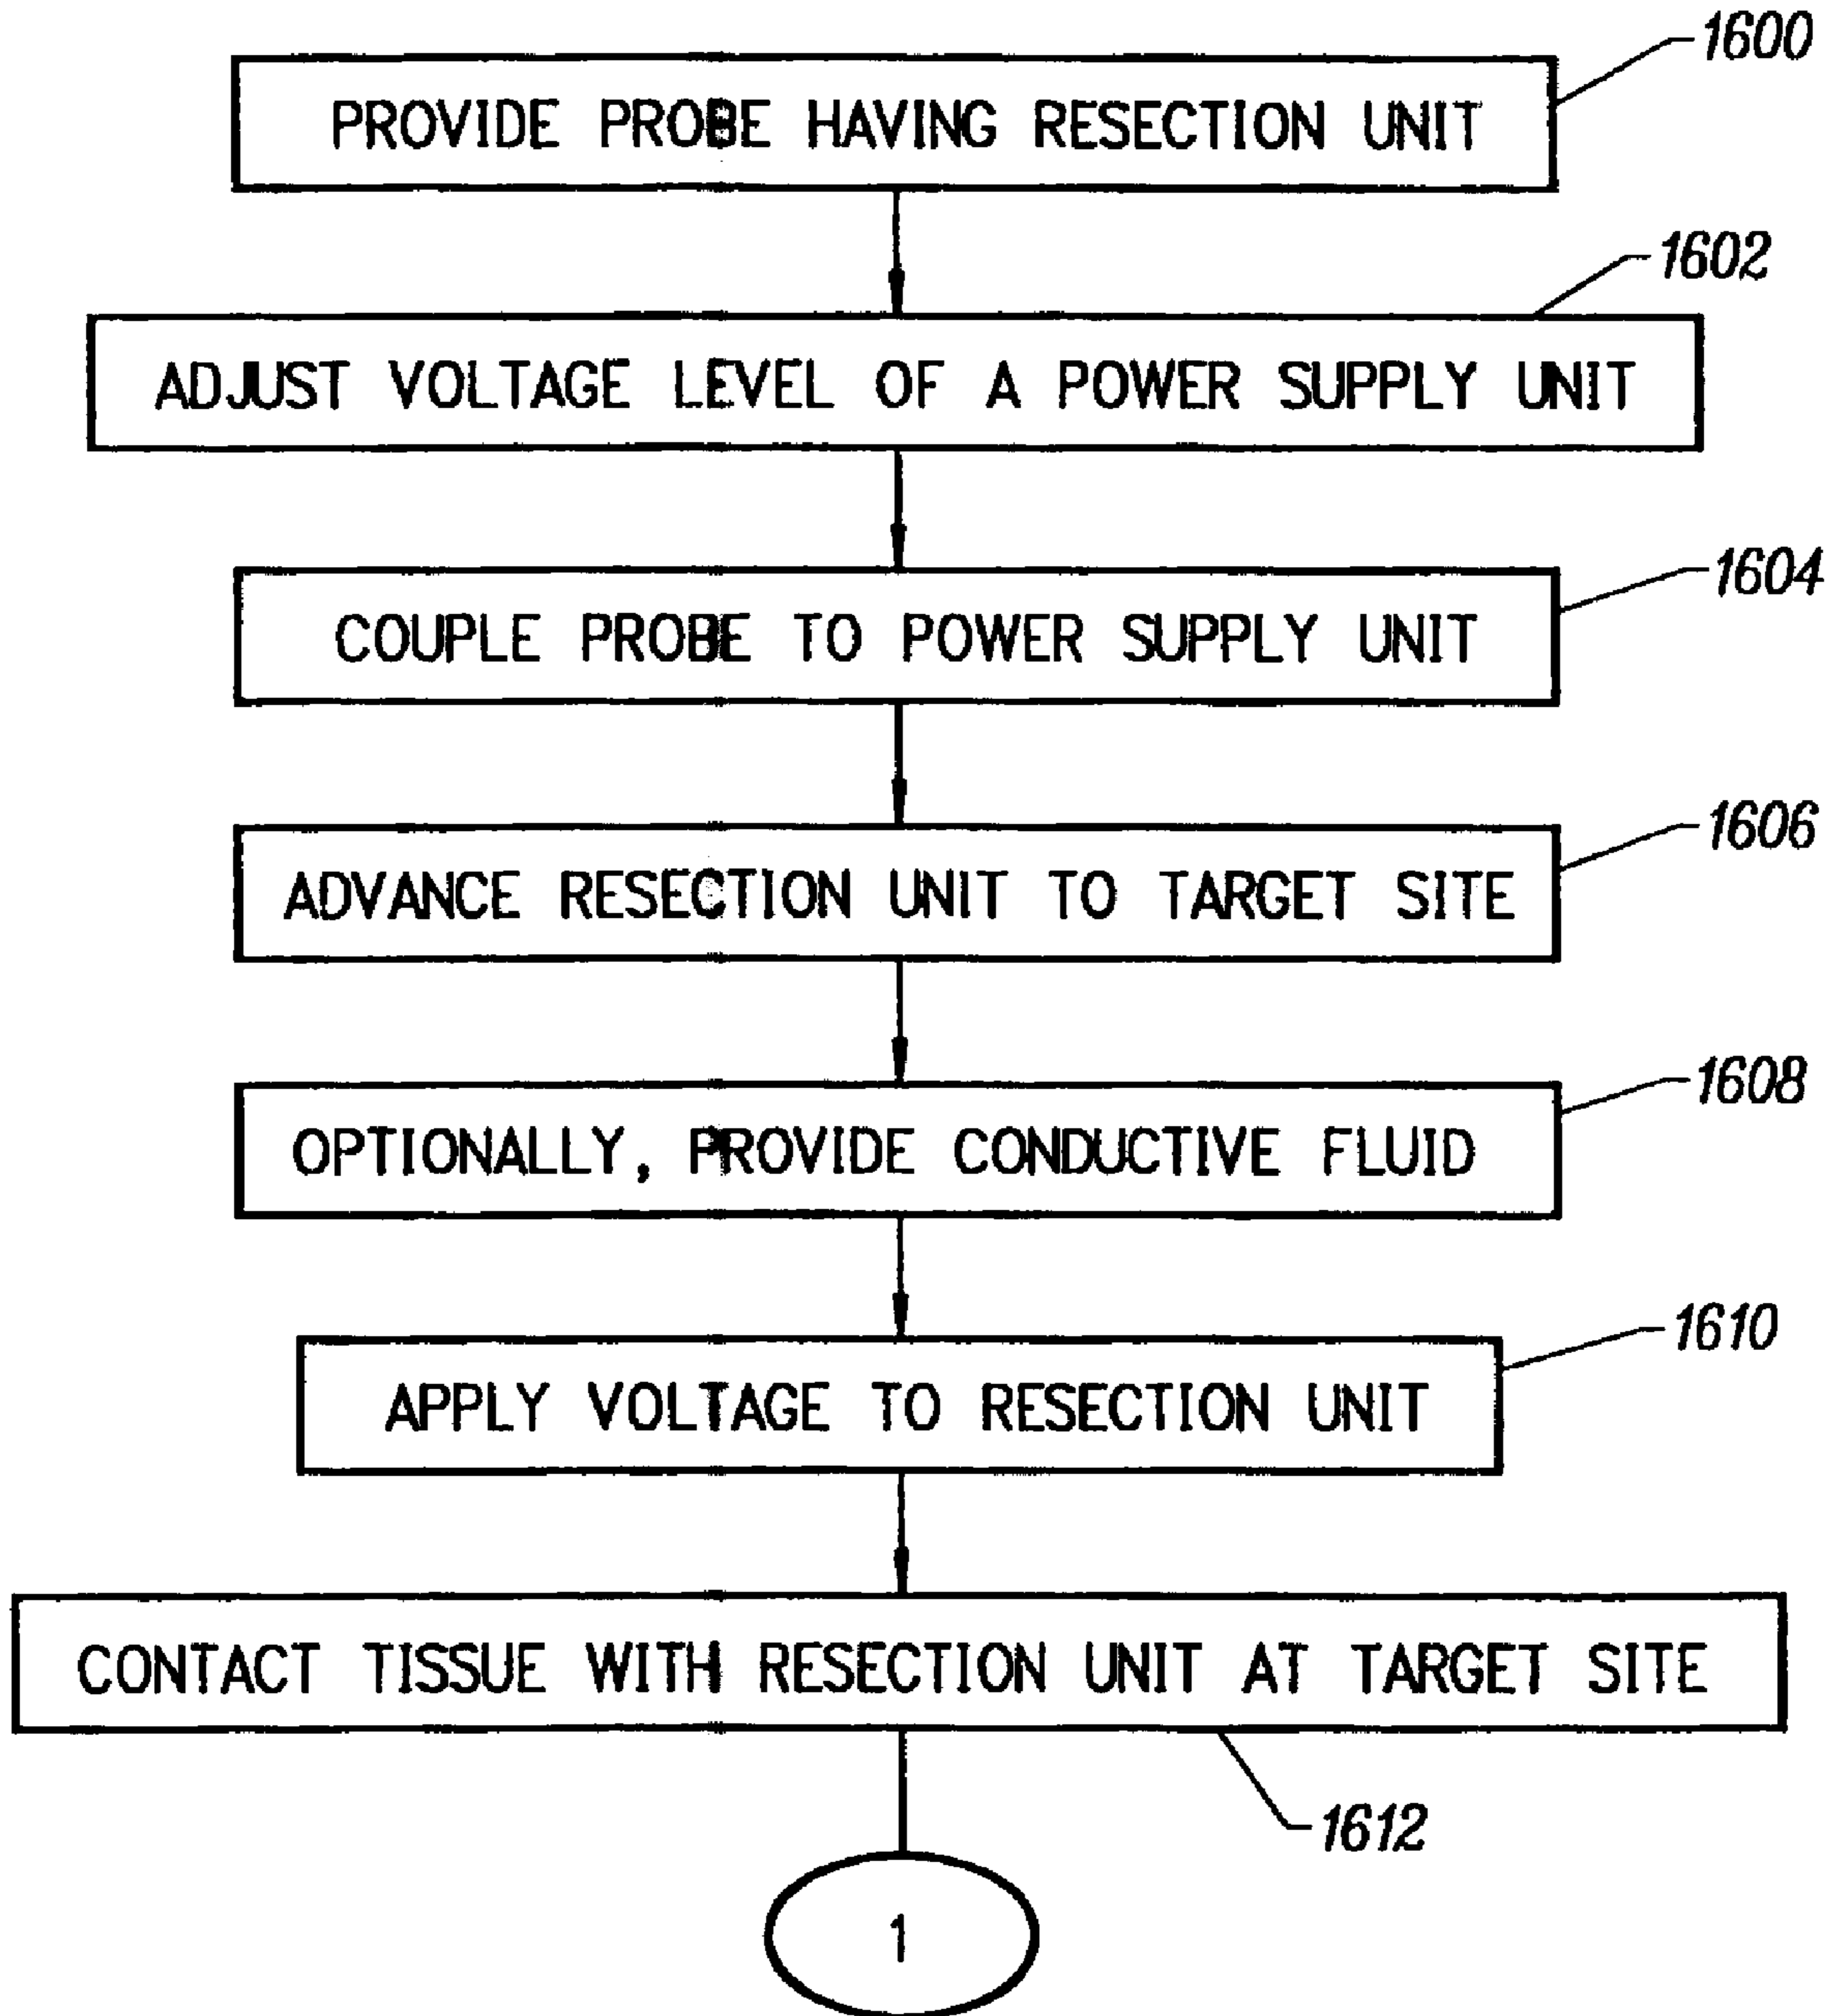 1600
PROVIDE PROBE HAVING RESECTION UNIT
1602
ADJUST VOLTAGE LEVEL OF A POWER SUPPLY UNIT
1604
COUPLE PROBE TO POWER SUPPLY UNIT
1606
ADVANCE RESECTION UNIT TO TARGET SITE
1608
OPTIONALLY, PROVIDE CONDUCTIVE FLUID
1610
APPLY VOLTAGE TO RESECTION UNIT
CONTACT TISSUE WITH RESECTION UNIT AT TARGET SITE
1612
1